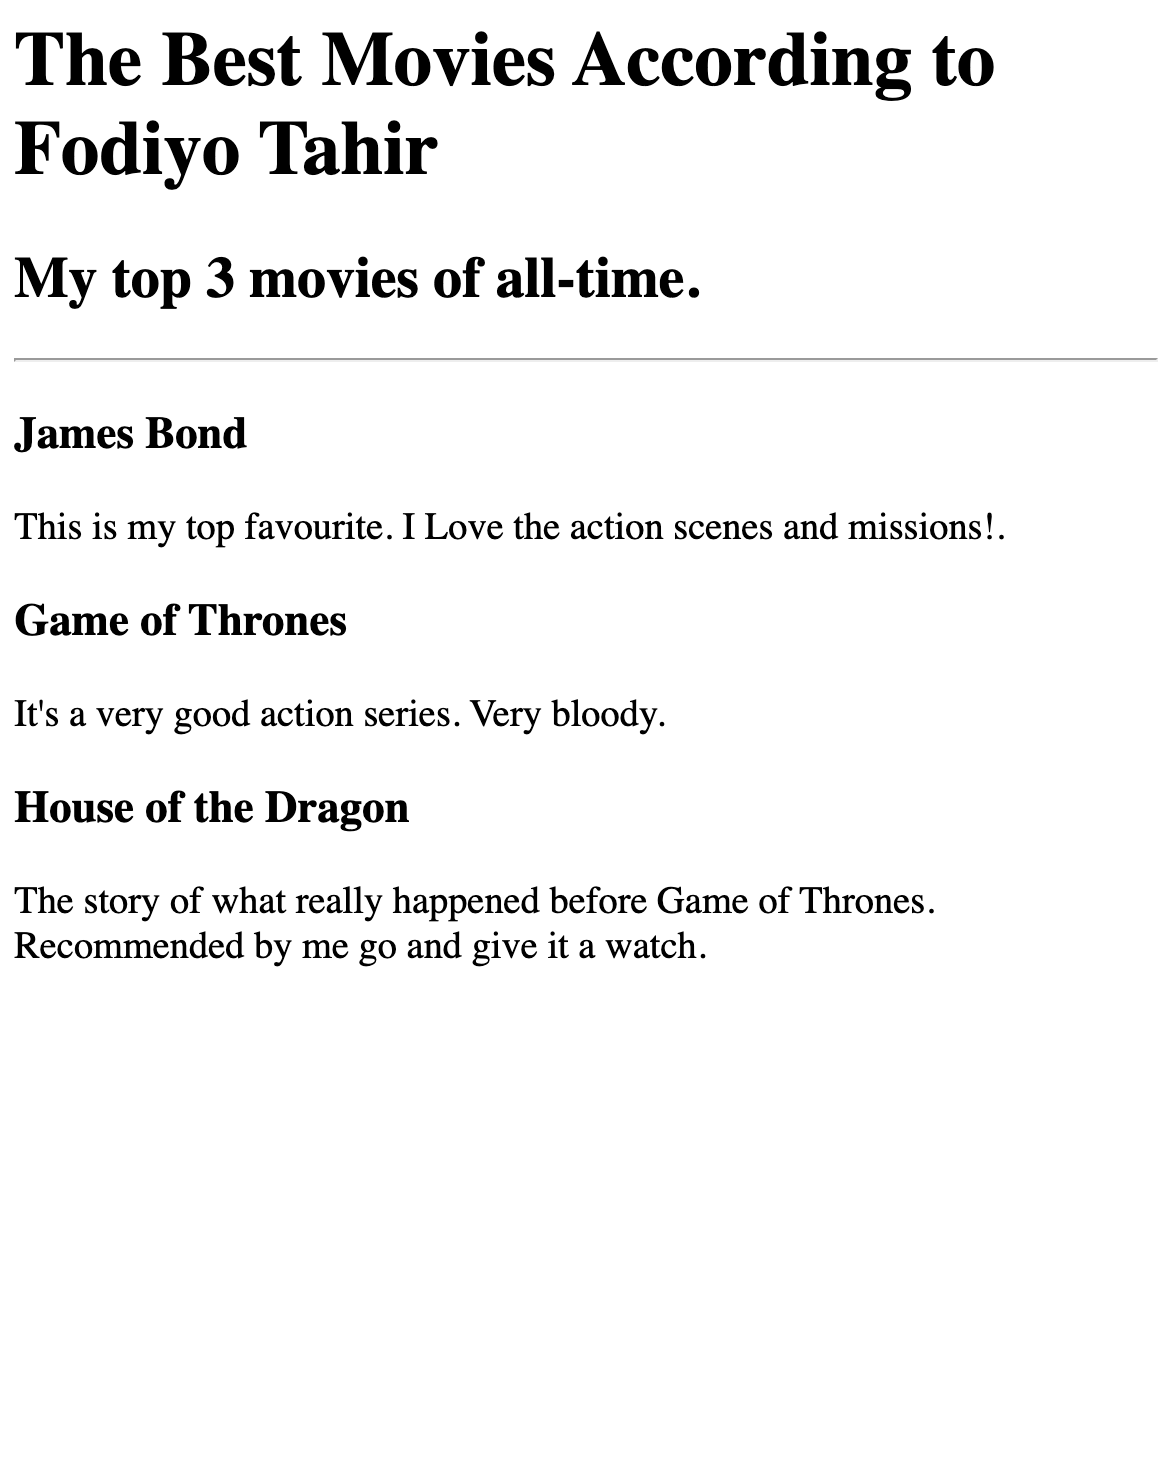 The Best Movies According to
Fodiyo Tahir
My top 3 movies of all-time.
James Bond
This is my top favourite. I Love the action scenes and missions!.
Game of Thrones
It's a very good action series. Very bloody.
House of the Dragon
The story of what really happened before Game of Thrones.
Recommended by me go and give it a watch.